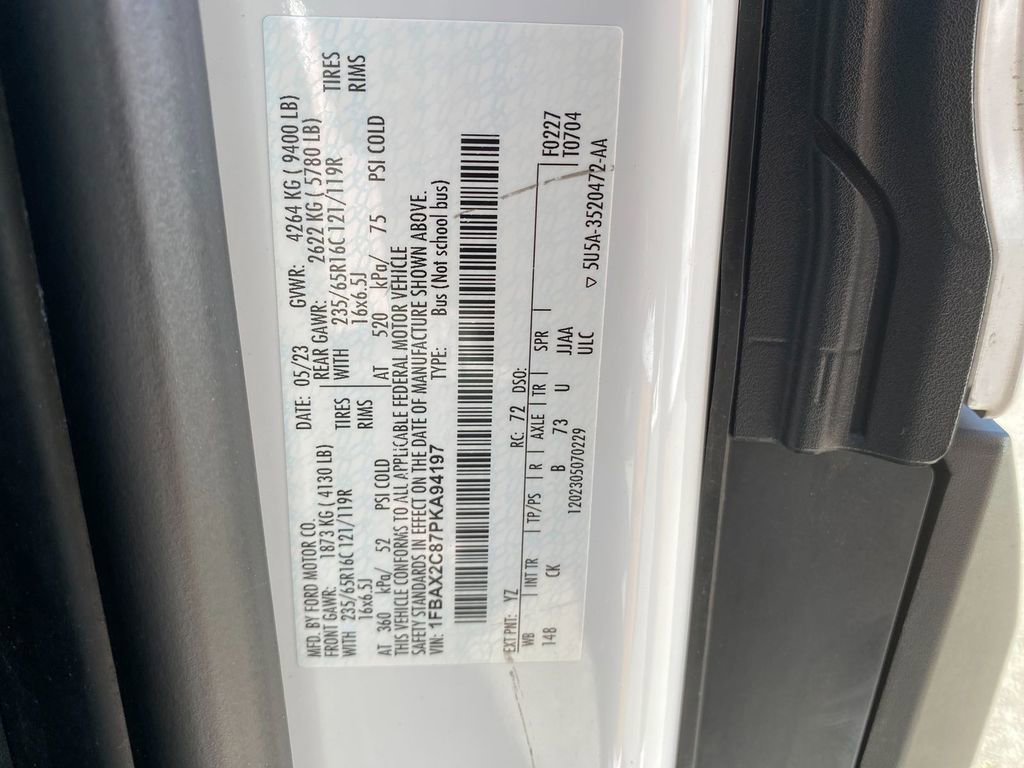 MFD. BY FORD MOTOR CO. DATE: 05/23 GVWR: 4264 KG ( 9400 LB)
FRONT GAWR: 1873 KG ( 4130 LB) REAR GAWR: 2622 KG ( 5780 LB)
WITH 235/65R16C 121/119R TIRES WITH 235/65R16C 121/119R TIRES
16x6.5J RIMS 16x6.5J RIMS
AT 360 kPa/ 52 PSI COLD AT 520 kPa/ 75 PSI COLD
THIS VEHICLE CONFORMS TO ALL APPLICABLE FEDERAL MOTOR VEHICLE
SAFETY STANDARDS IN EFFECT ON THE DATE OF MANUFACTURE SHOWN ABOVE.
VIN: 1FBAX2C87PKA94197 TYPE: Bus (Not school bus)
EXT PNT: YZ RC: 72 DSO: F0227
WB INT TR TP/PS R AXLE TR SPR T0704
148 CK B 73 U JJAA
1202305070229 UIC
▽ 5U5A-3520472-AA